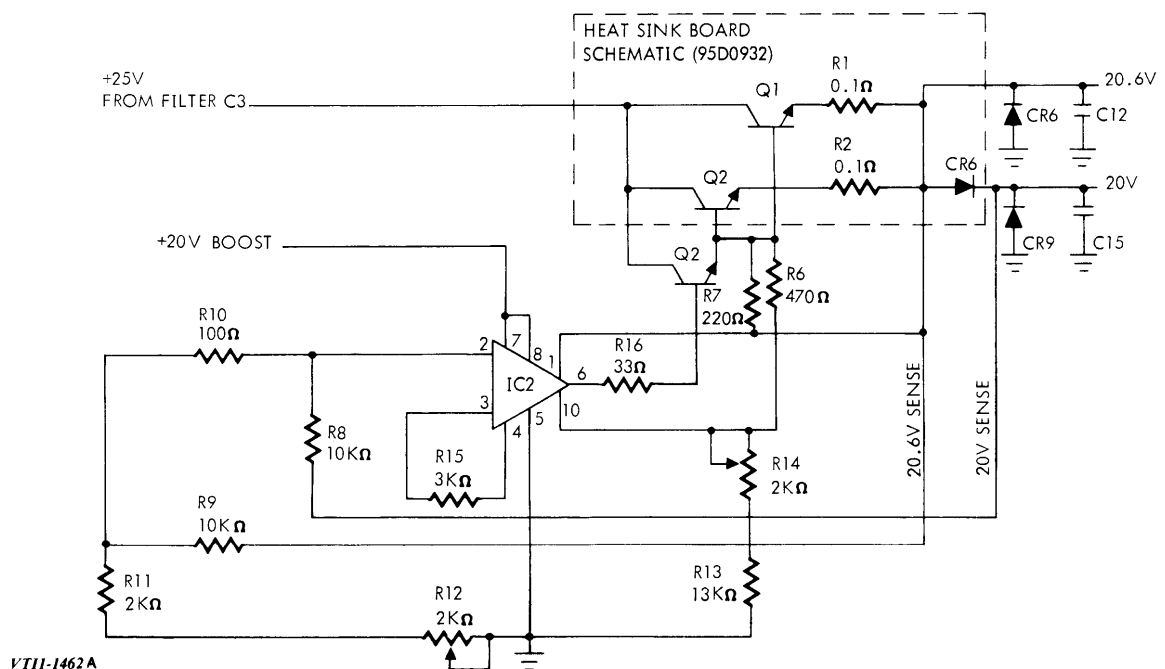 HEAT SINK BOARD
SCHEMATIC (95D0932)
+25V
FROM FILTER C3
Q1
R1
0.1Ω
20.6V
CR6
C12
R2
0.1Ω
Q2
CR6
20V
CR9
C15
+20V BOOST
Q2
R7
220Ω
R6
470Ω
R10
100Ω
2
7
8
1
IC2
6
3
4
5
10
R16
33Ω
R8
10KΩ
R15
3KΩ
R14
2KΩ
20.6V SENSE
20V SENSE
R9
10KΩ
R11
2KΩ
R12
2KΩ
R13
13KΩ
VTI1-1462A